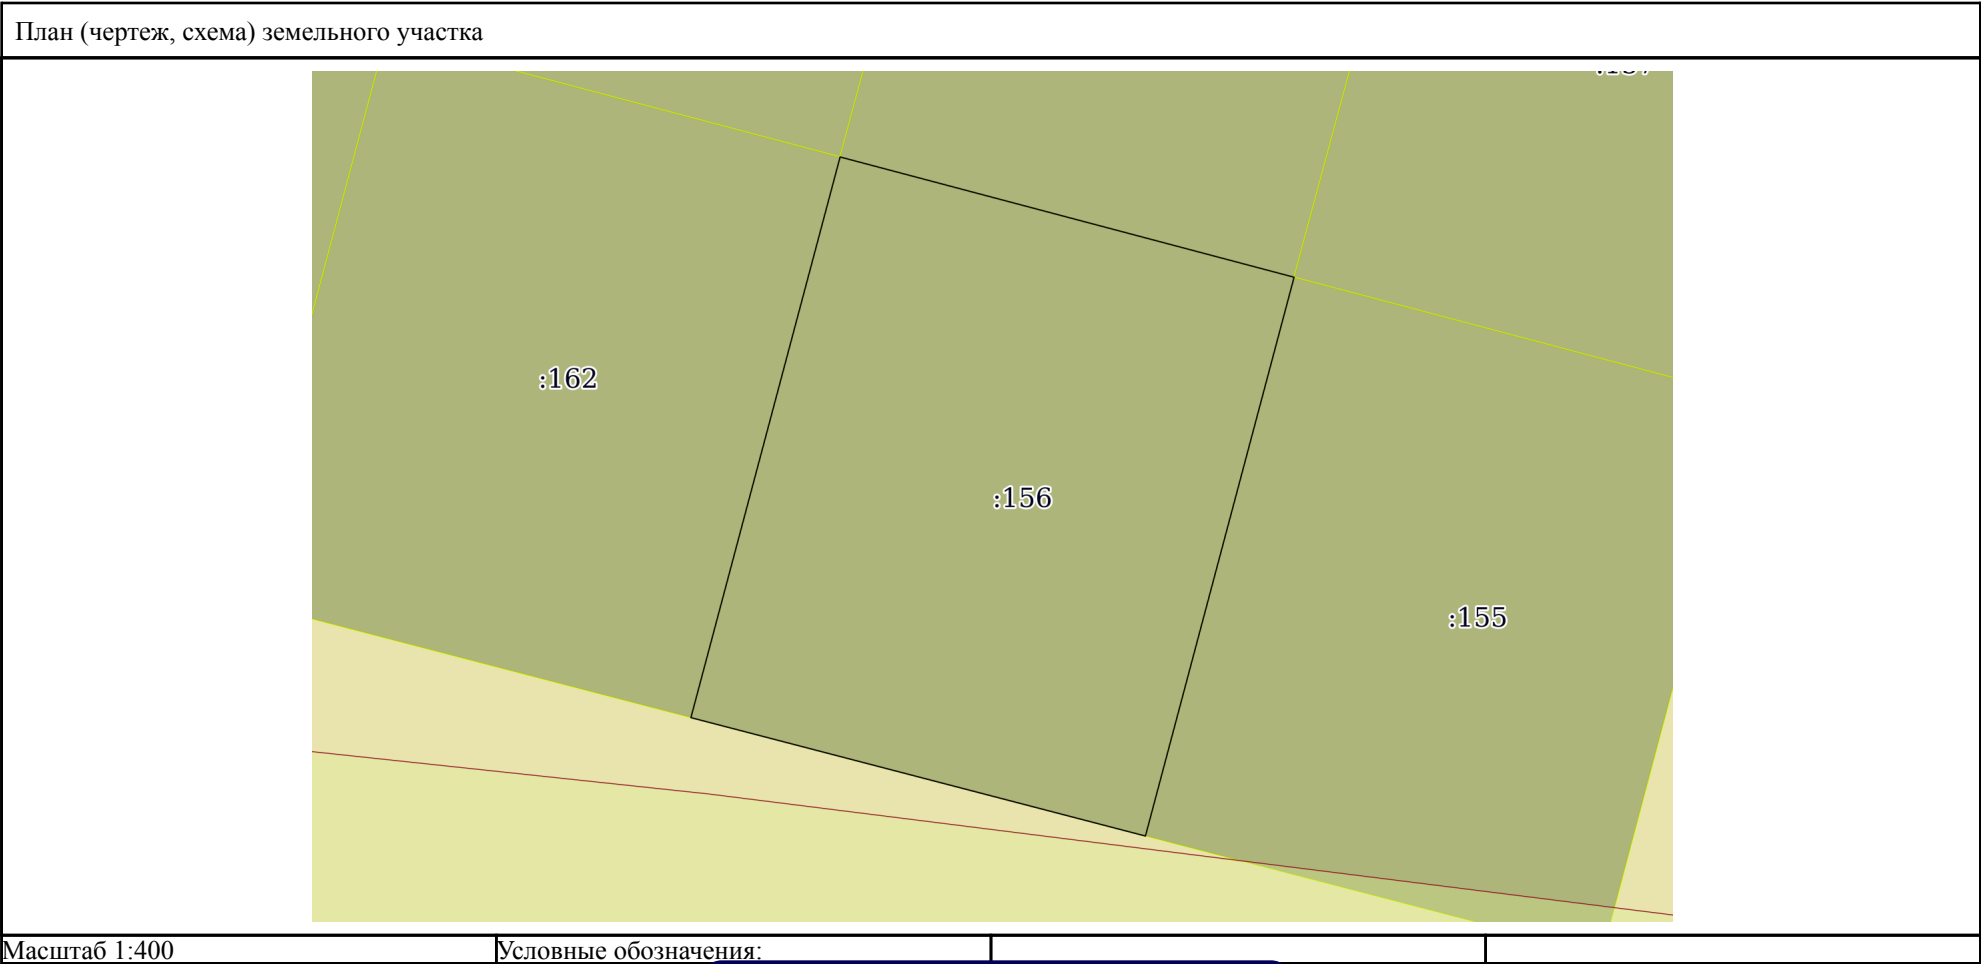 План (чертеж, схема) земельного участка
:162
:156
:155
Масштаб 1:400
Условные обозначения: